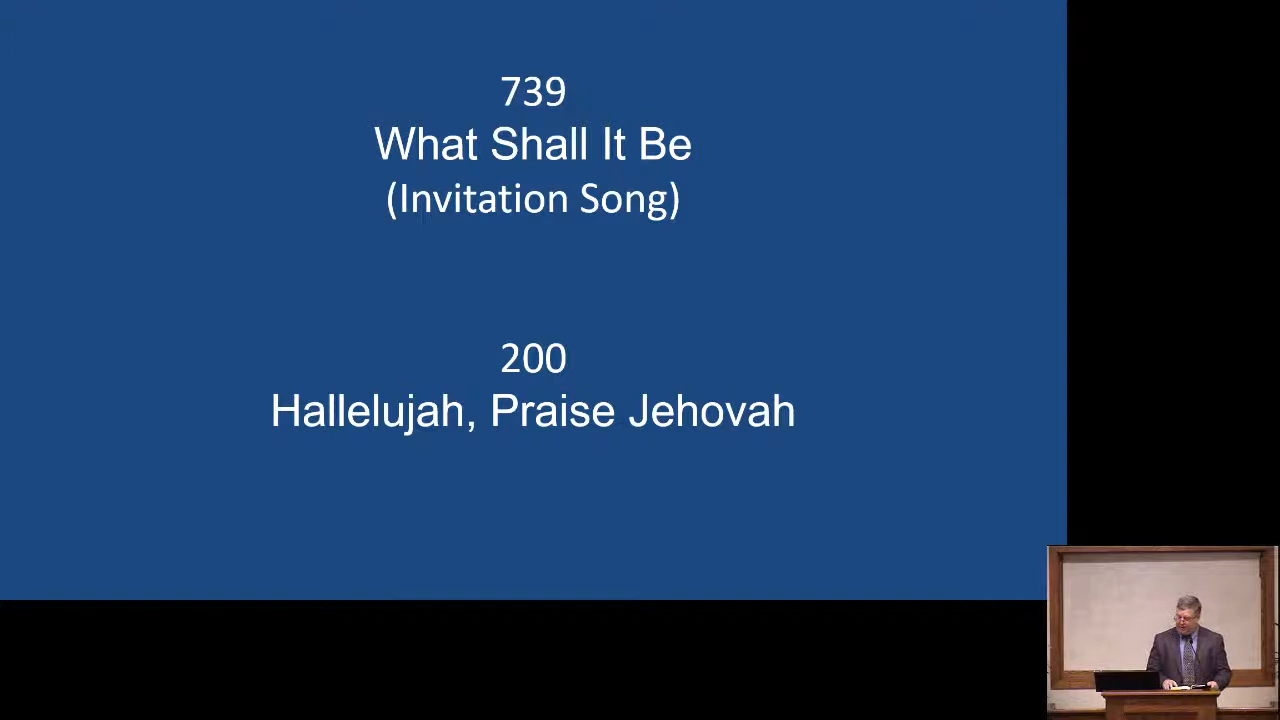 739
What Shall It Be
(Invitation Song)
200
Hallelujah, Praise Jehovah